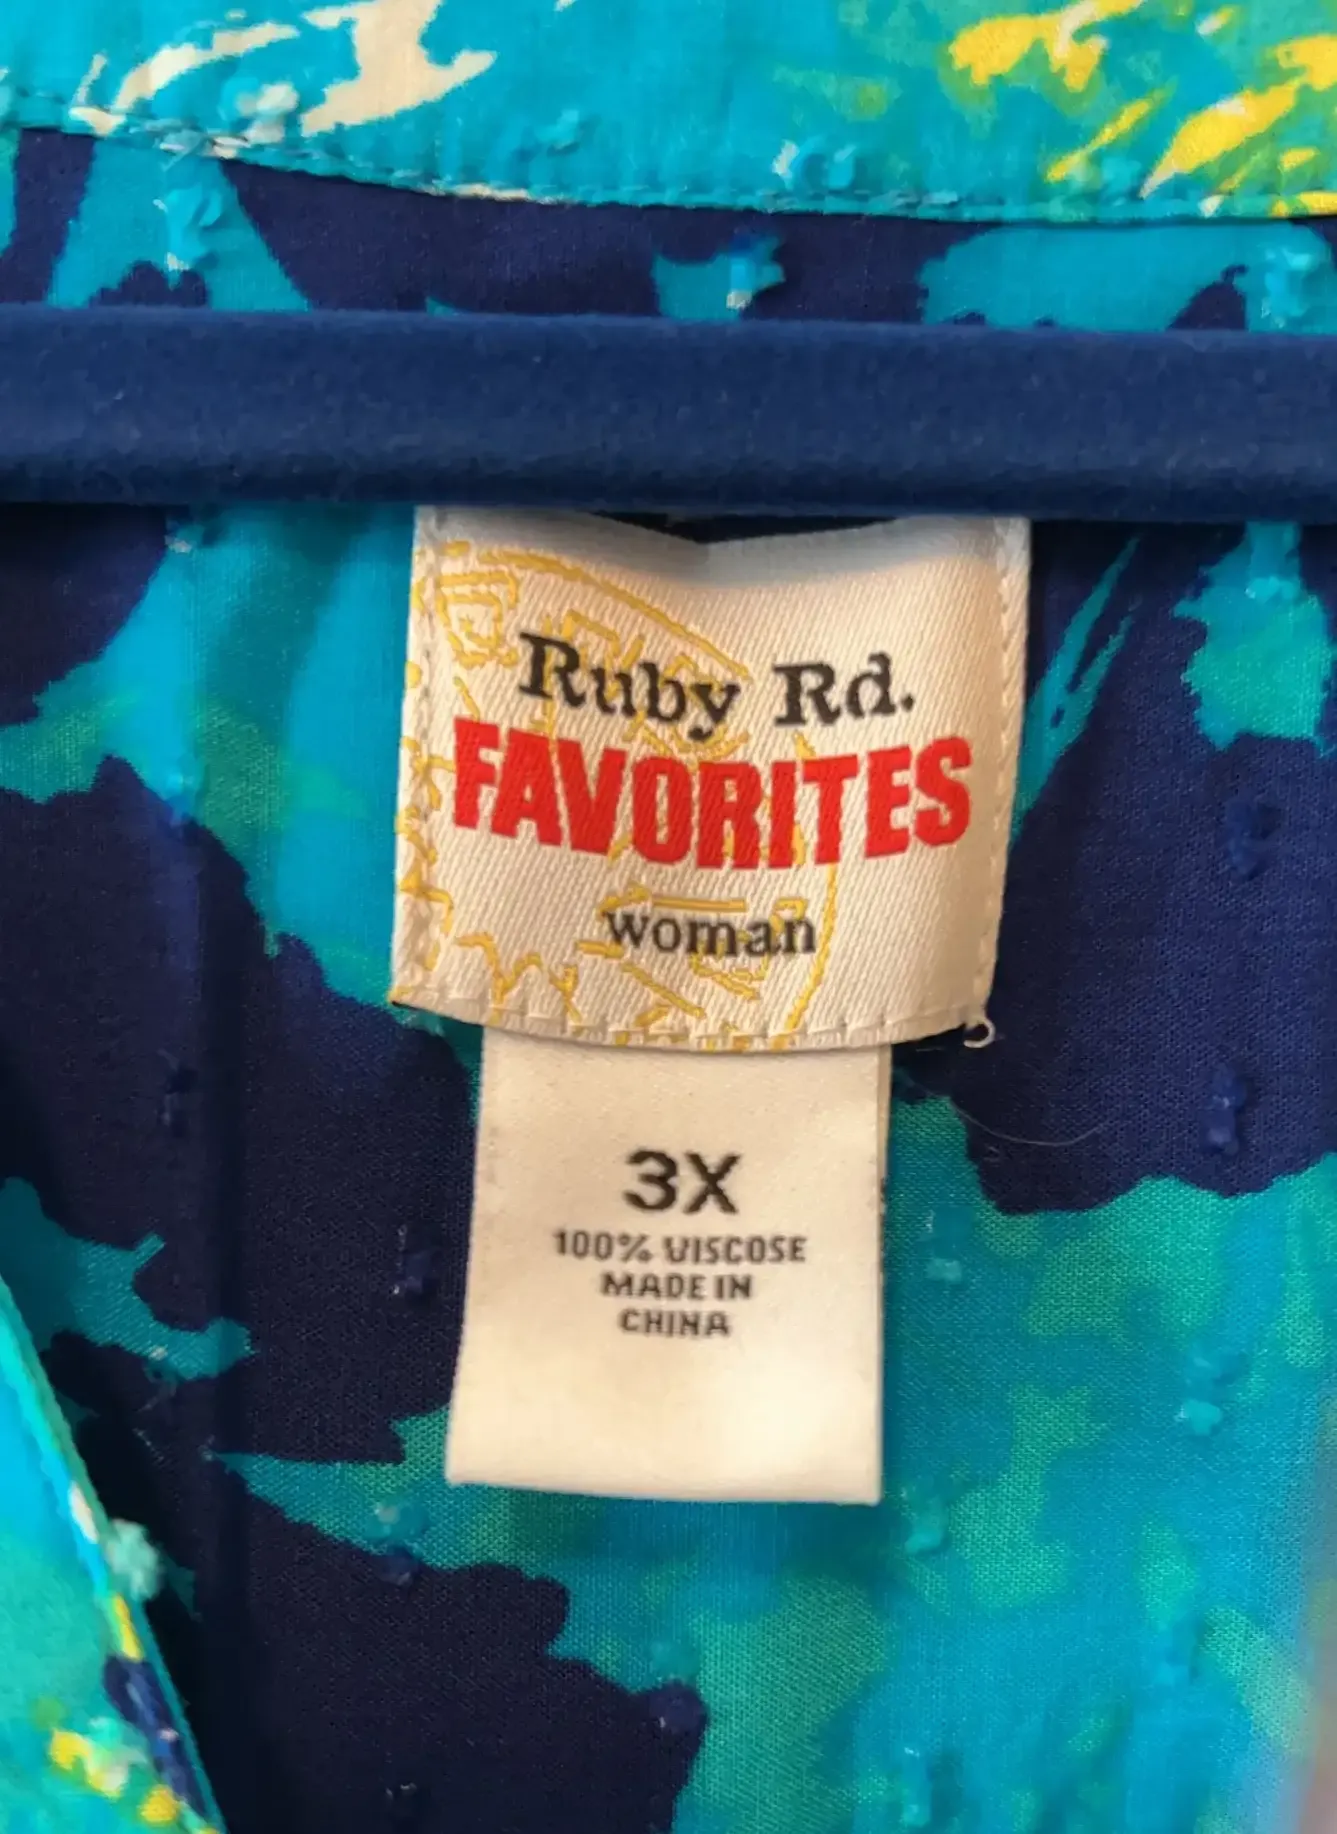 Ruby Rd.
FAVORITES
woman
3X
100% VISCOSE
MADE IN
CHINA